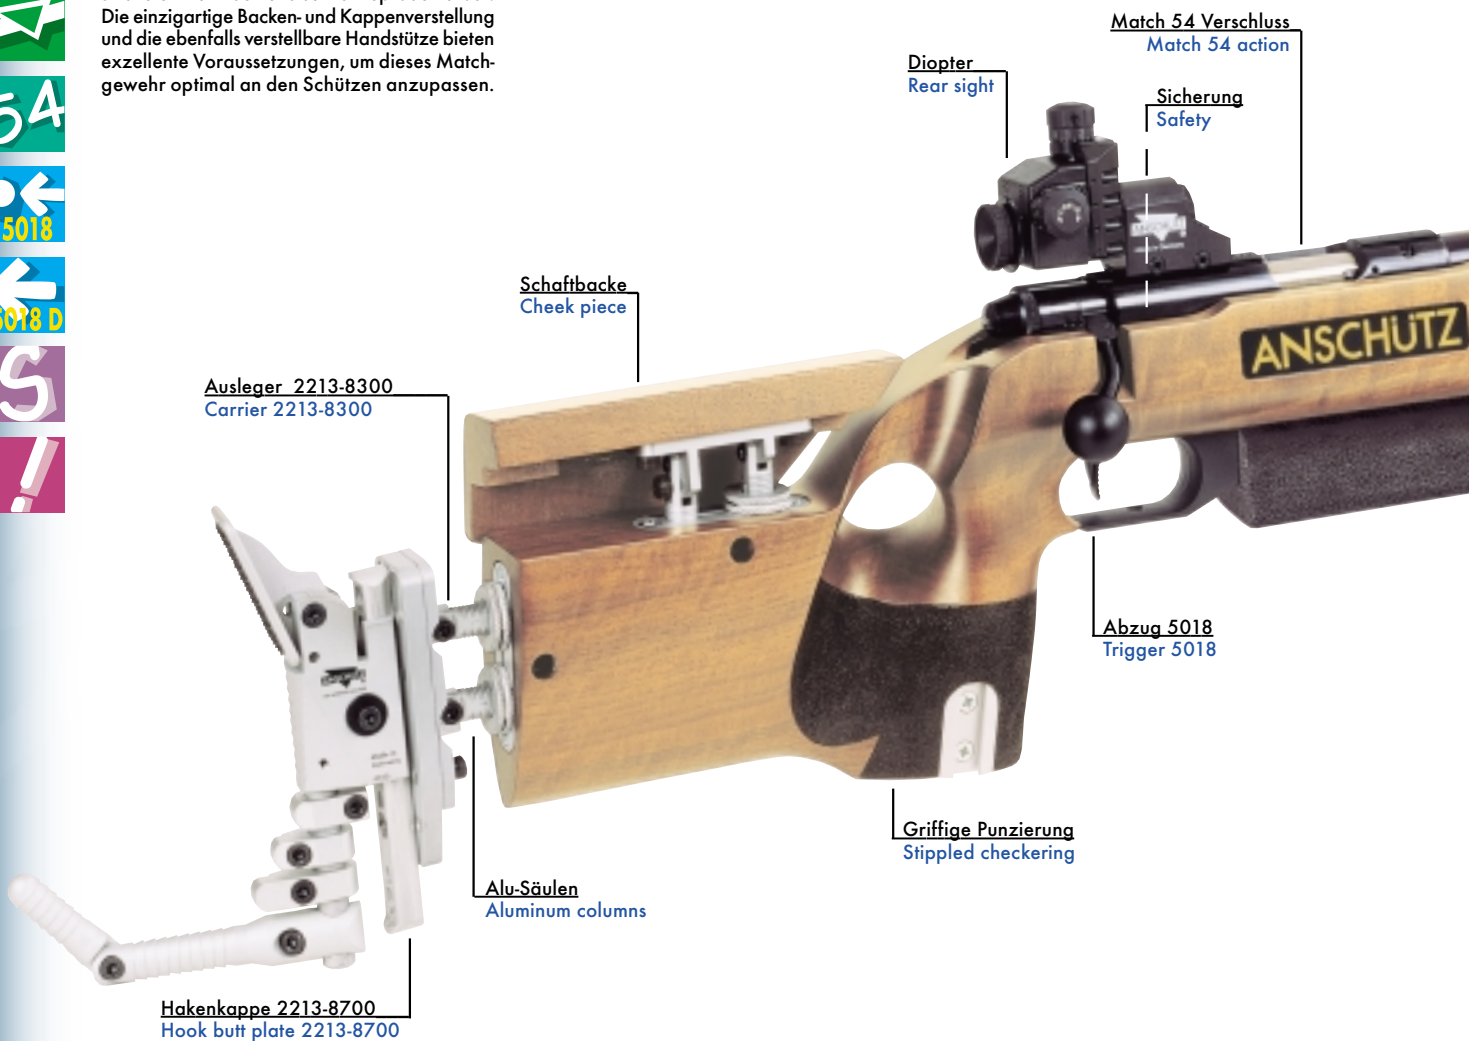 Die einzigartige Backen- und Kappenverstellung
und die ebenfalls verstellbare Handstütze bieten
exzellente Voraussetzungen, um dieses Match-
gewehr optimal an den Schützen anzupassen.
54
5018
5018 D
S
!
Match 54 Verschluss
Match 54 action
Diopter
Rear sight
Sicherung
Safety
ANSCHÜTZ
Schaftbacke
Cheek piece
ANSCHÜTZ
Ausleger 2213-8300
Carrier 2213-8300
Abzug 5018
Trigger 5018
Griffige Punzierung
Stippled checkering
Alu-Säulen
Aluminum columns
Hakenkappe 2213-8700
Hook butt plate 2213-8700